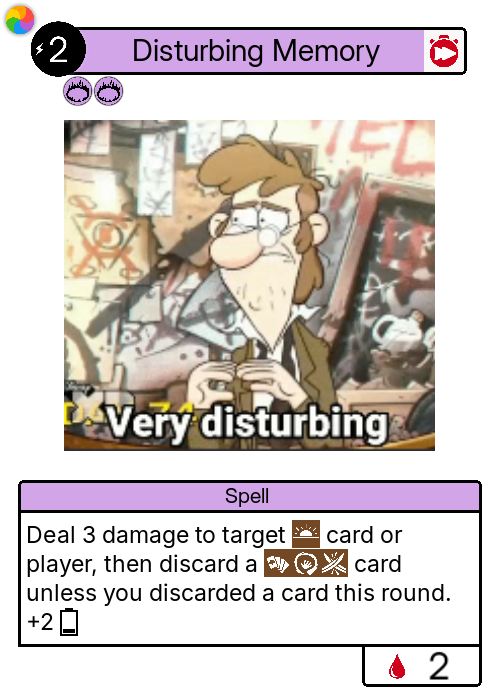 2
Disturbing Memory
Very disturbing
Spell
Deal 3 damage to target card or
player, then discard a card
unless you discarded a card this round.
+2
2